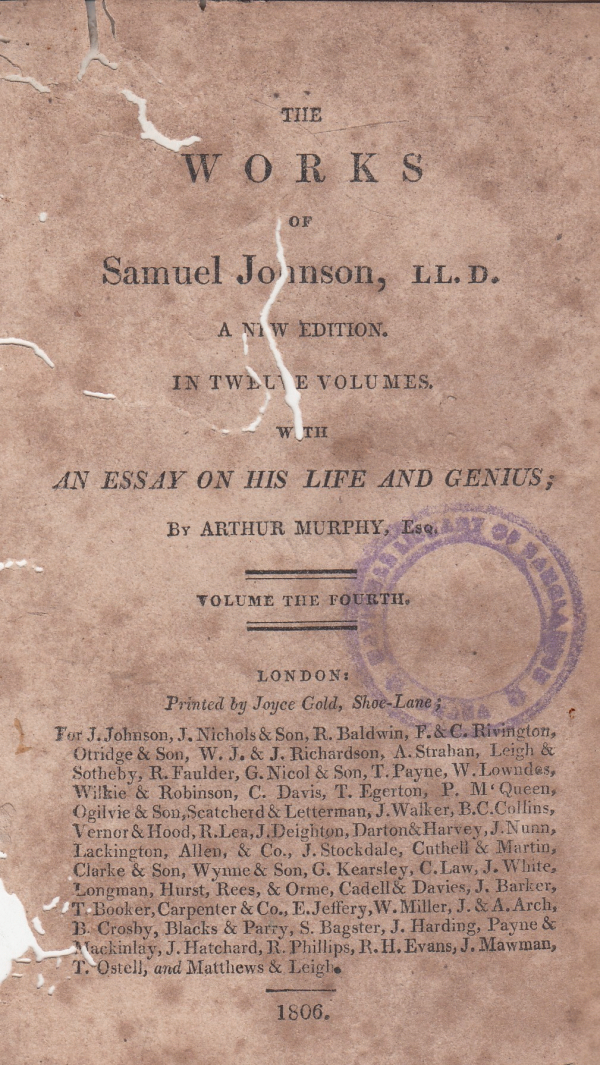 THE
WORKS
OF
Samuel Johnson, LL. D.
A NEW EDITION.
IN TWELVE VOLUMES.
WITH
AN ESSAY ON HIS LIFE AND GENIUS;
By ARTHUR MURPHY, Esq.
VOLUME THE FOURTH.
LONDON:
Printed by Joyce Gold, Shoe-Lane;
For J. Johnson, J. Nichols & Son, R. Baldwin, F. & C. Rivington,
Otridge & Son, W. J. & J. Richardson, A. Strahan, Leigh &
Sotheby, R. Faulder, G. Nicol & Son, T. Payne, W. Lowndes,
Wilkie & Robinson, C. Davis, T. Egerton, P. M‘Queen,
Ogilvie & Son, Scatcherd & Letterman, J. Walker, B. C. Collins,
Vernor & Hood, R. Lea, J. Deighton, Darton & Harvey, J. Nunn,
Lackington, Allen, & Co., J. Stockdale, Cuthell & Martin,
Clarke & Son, Wynne & Son, G. Kearsley, C. Law, J. White,
Longman, Hurst, Rees, & Orme, Cadell & Davies, J. Barker,
T. Booker, Carpenter & Co., E. Jeffery, W. Miller, J. & A. Arch,
B. Crosby, Blacks & Parry, S. Bagster, J. Harding, Payne &
Mackinlay, J. Hatchard, R. Phillips, R. H. Evans, J. Mawman,
T. Ostell, and Matthews & Leigh.
1806.